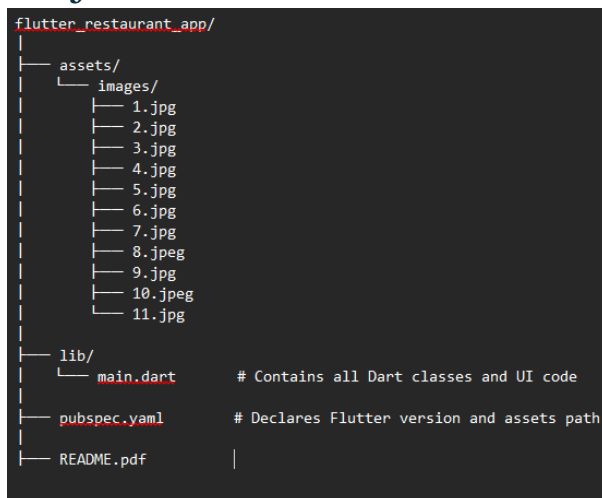 flutter_restaurant_app/
│
├── assets/
│   └── images/
│       ├── 1.jpg
│       ├── 2.jpg
│       ├── 3.jpg
│       ├── 4.jpg
│       ├── 5.jpg
│       ├── 6.jpg
│       ├── 7.jpg
│       ├── 8.jpeg
│       ├── 9.jpg
│       ├── 10.jpeg
│       └── 11.jpg
│
├── lib/
│   └── main.dart       # Contains all Dart classes and UI code
│
├── pubspec.yaml        # Declares Flutter version and assets path
│
├── README.pdf